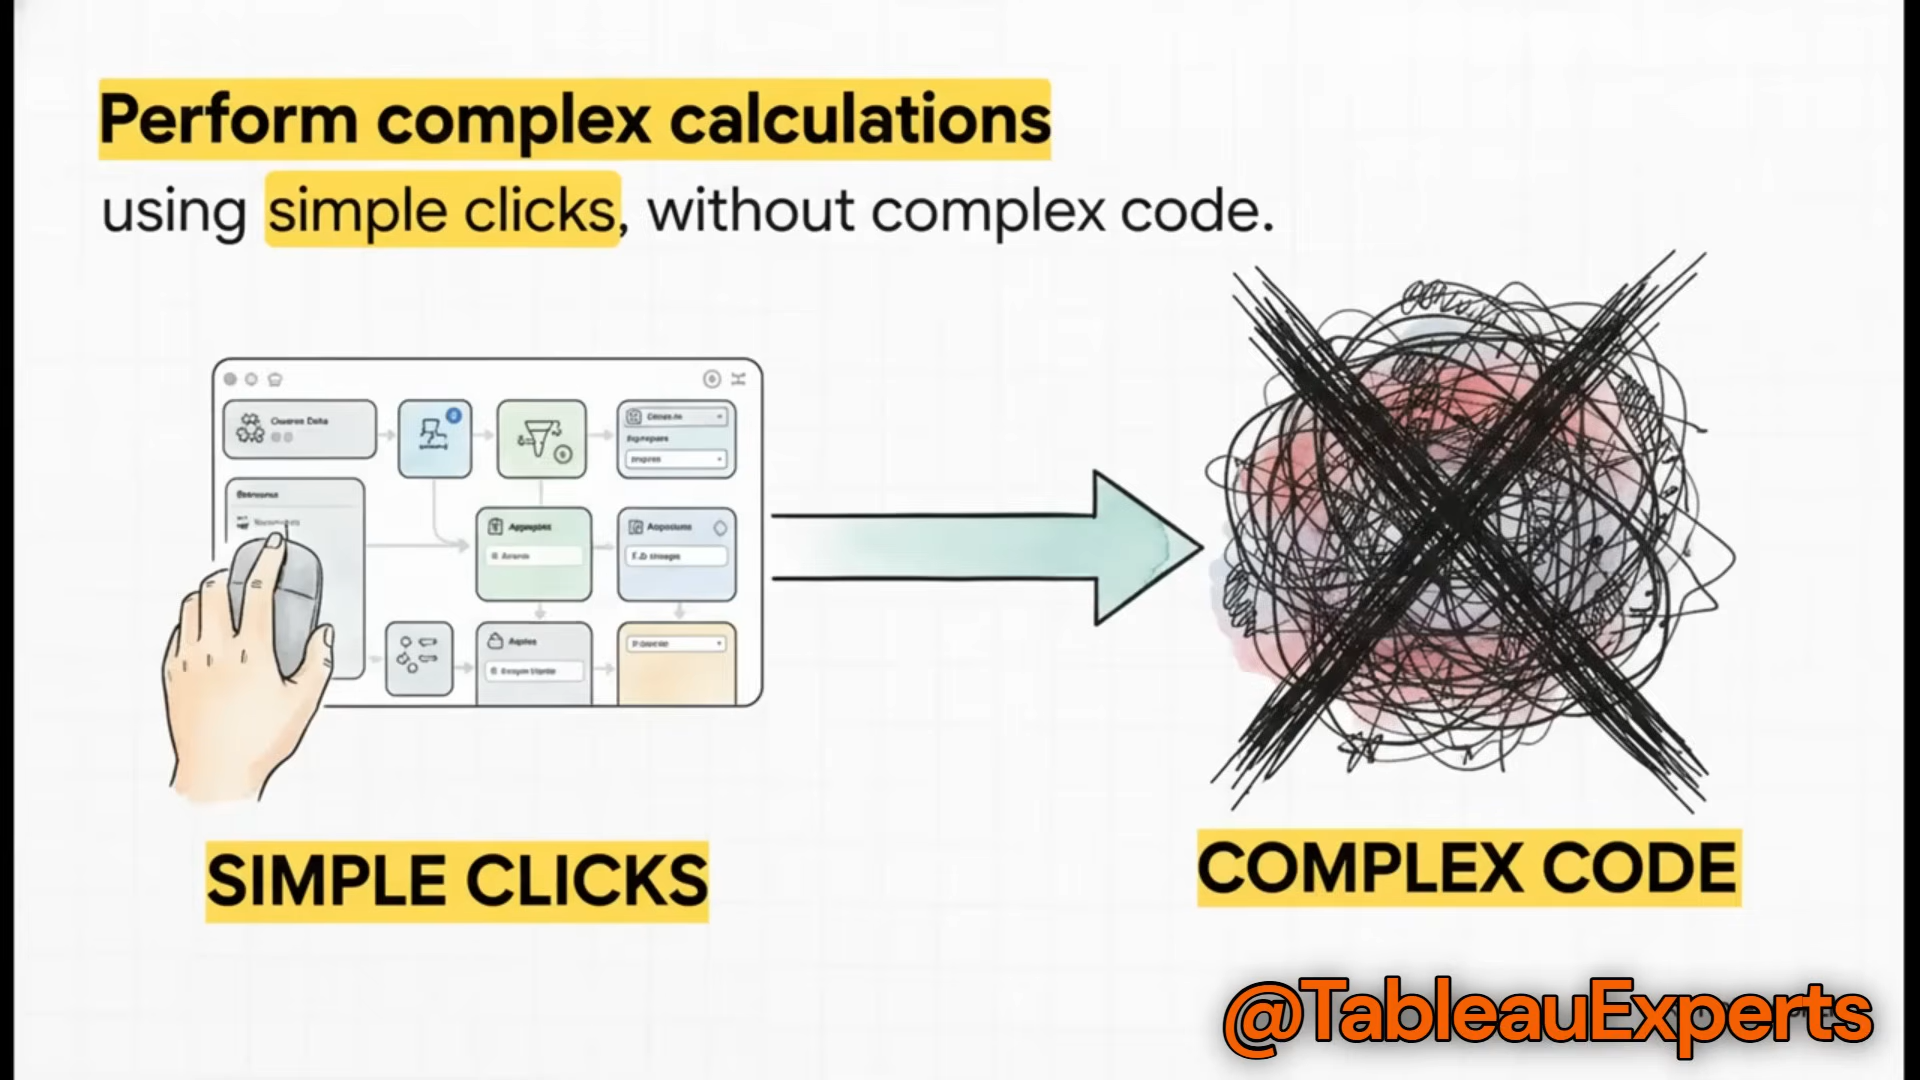 Perform complex calculations
using simple clicks, without complex code.
SIMPLE CLICKS
COMPLEX CODE
@TableauExperts